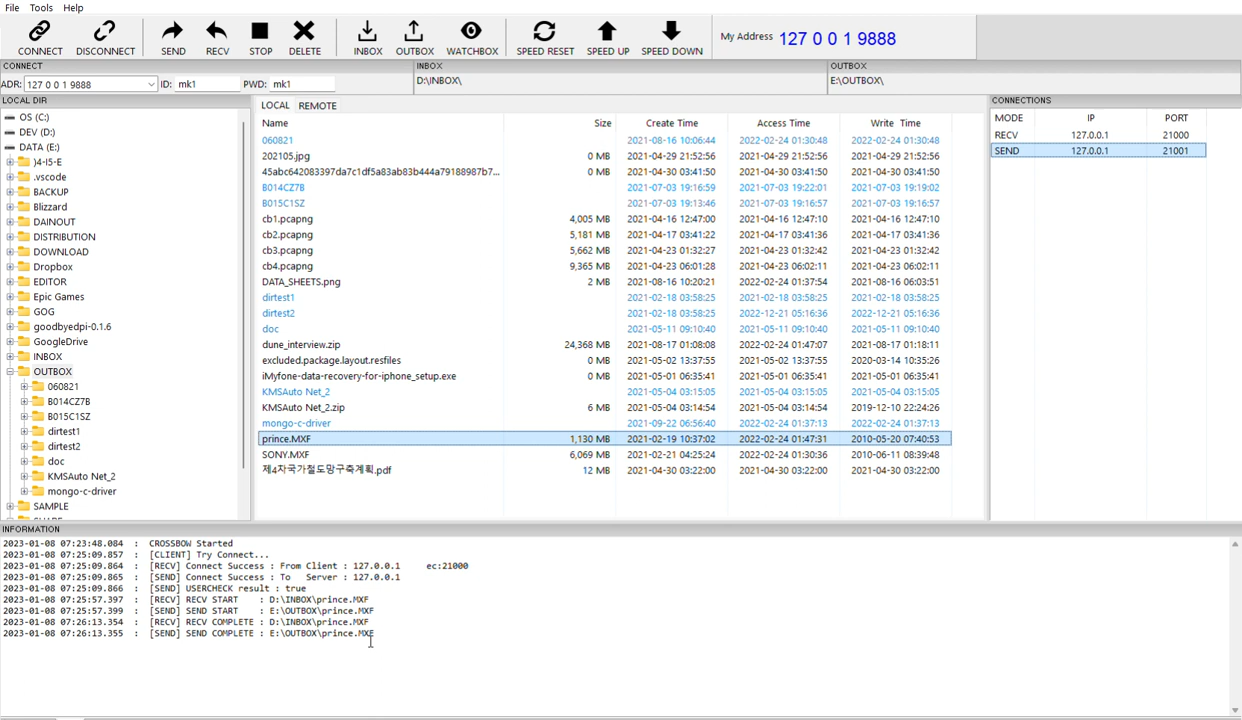 File Tools Help
CONNECT DISCONNECT SEND RECV STOP DELETE INBOX OUTBOX WATCHBOX SPEED RESET SPEED UP SPEED DOWN My Address 127 0 0 1 9888
CONNECT
ADR: 127 0 0 1 9888 ID: mk1 PWD: mk1
INBOX
D:\INBOX\
OUTBOX
E:\OUTBOX\
LOCAL DIR
OS (C:)
DEV (D:)
DATA (E:)
)4-I5-E
.vscode
BACKUP
Blizzard
DAINOUT
DISTRIBUTION
DOWNLOAD
Dropbox
EDITOR
Epic Games
GOG
goodbyedpi-0.1.6
GoogleDrive
INBOX
OUTBOX
060821
B014CZ7B
B015C1SZ
dirtest1
dirtest2
doc
KMSAuto Net_2
mongo-c-driver
SAMPLE
LOCAL REMOTE
Name Size Create Time Access Time Write Time
060821 2021-08-16 10:06:44 2022-02-24 01:30:48 2022-02-24 01:30:48
202105.jpg 0 MB 2021-04-29 21:52:56 2021-04-29 21:52:56 2021-04-29 21:52:56
45abc642083397da7c1df5a83ab83b444a79188987b7... 0 MB 2021-04-30 03:41:50 2021-04-30 03:41:50 2021-04-30 03:41:50
B014CZ7B 2021-07-03 19:16:59 2021-07-03 19:22:01 2021-07-03 19:19:02
B015C1SZ 2021-07-03 19:13:46 2021-07-03 19:16:57 2021-07-03 19:16:57
cb1.pcapng 4,005 MB 2021-04-16 12:47:00 2021-04-16 12:47:10 2021-04-16 12:47:10
cb2.pcapng 5,181 MB 2021-04-17 03:41:22 2021-04-17 03:41:36 2021-04-17 03:41:36
cb3.pcapng 5,662 MB 2021-04-23 01:32:27 2021-04-23 01:32:42 2021-04-23 01:32:42
cb4.pcapng 9,365 MB 2021-04-23 06:01:28 2021-04-23 06:02:11 2021-04-23 06:02:11
DATA_SHEETS.png 2 MB 2021-08-16 10:20:21 2022-02-24 01:37:54 2021-08-16 06:03:51
dirtest1 2021-02-18 03:58:25 2021-02-18 03:58:25 2021-02-18 03:58:25
dirtest2 2021-02-18 03:58:25 2022-12-21 05:16:36 2022-12-21 05:16:36
doc 2021-05-11 09:10:40 2021-05-11 09:10:40 2021-05-11 09:10:40
dune_interview.zip 24,368 MB 2021-08-17 01:08:08 2022-02-24 01:47:07 2021-08-17 01:18:11
excluded.package.layout.resfiles 0 MB 2021-05-02 13:37:55 2021-05-02 13:37:55 2020-03-14 10:35:26
iMyfone-data-recovery-for-iphone_setup.exe 0 MB 2021-05-01 06:35:41 2021-05-01 06:35:41 2021-05-01 06:35:41
KMSAuto Net_2 2021-05-04 03:15:05 2021-05-04 03:15:05 2021-05-04 03:15:05
KMSAuto Net_2.zip 6 MB 2021-05-04 03:14:54 2021-05-04 03:14:54 2019-12-10 22:24:26
mongo-c-driver 2021-09-22 06:56:40 2022-02-24 01:37:13 2022-02-24 01:37:13
prince.MXF 1,130 MB 2021-02-19 10:37:02 2022-02-24 01:47:31 2010-05-20 07:40:53
SONY.MXF 6,069 MB 2021-02-21 04:25:24 2022-02-24 01:30:36 2010-06-11 08:39:48
제4차국가철도망구축계획.pdf 12 MB 2021-04-30 03:22:00 2021-04-30 03:22:00 2021-04-30 03:22:00
CONNECTIONS
MODE IP PORT
RECV 127.0.0.1 21000
SEND 127.0.0.1 21001
INFORMATION
2023-01-08 07:23:48.084 : CROSSBOW Started
2023-01-08 07:25:09.857 : [CLIENT] Try Connect...
2023-01-08 07:25:09.864 : [RECV] Connect Success : From Client : 127.0.0.1 ec:21000
2023-01-08 07:25:09.865 : [SEND] Connect Success : To Server : 127.0.0.1
2023-01-08 07:25:09.866 : [SEND] USERCHECK result : true
2023-01-08 07:25:57.397 : [RECV] RECV START : D:\INBOX\prince.MXF
2023-01-08 07:25:57.399 : [SEND] SEND START : E:\OUTBOX\prince.MXF
2023-01-08 07:26:13.354 : [RECV] RECV COMPLETE : D:\INBOX\prince.MXF
2023-01-08 07:26:13.355 : [SEND] SEND COMPLETE : E:\OUTBOX\prince.MXF